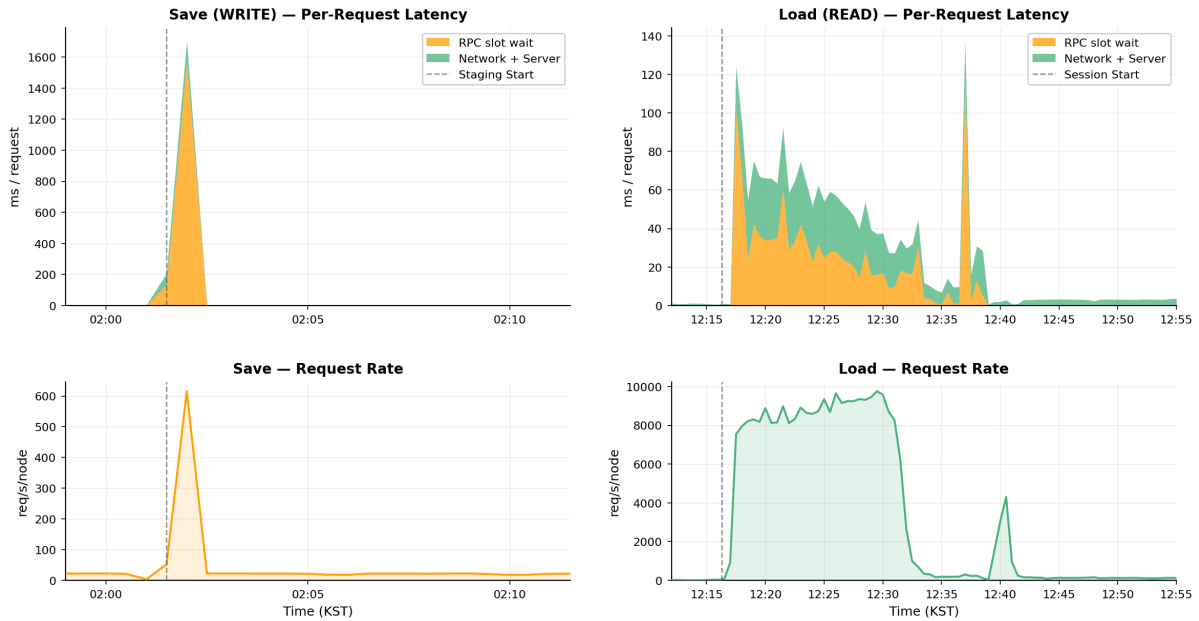 Save (WRITE) — Per-Request Latency
ms / request
1600
1400
1200
1000
800
600
400
200
0
RPC slot wait
Network + Server
Staging Start
02:00 02:05 02:10
Load (READ) — Per-Request Latency
ms / request
140
120
100
80
60
40
20
0
RPC slot wait
Network + Server
Session Start
12:15 12:20 12:25 12:30 12:35 12:40 12:45 12:50 12:55
Save — Request Rate
req/s/node
600
500
400
300
200
100
0
02:00 02:05 02:10
Time (KST)
Load — Request Rate
req/s/node
10000
8000
6000
4000
2000
0
12:15 12:20 12:25 12:30 12:35 12:40 12:45 12:50 12:55
Time (KST)